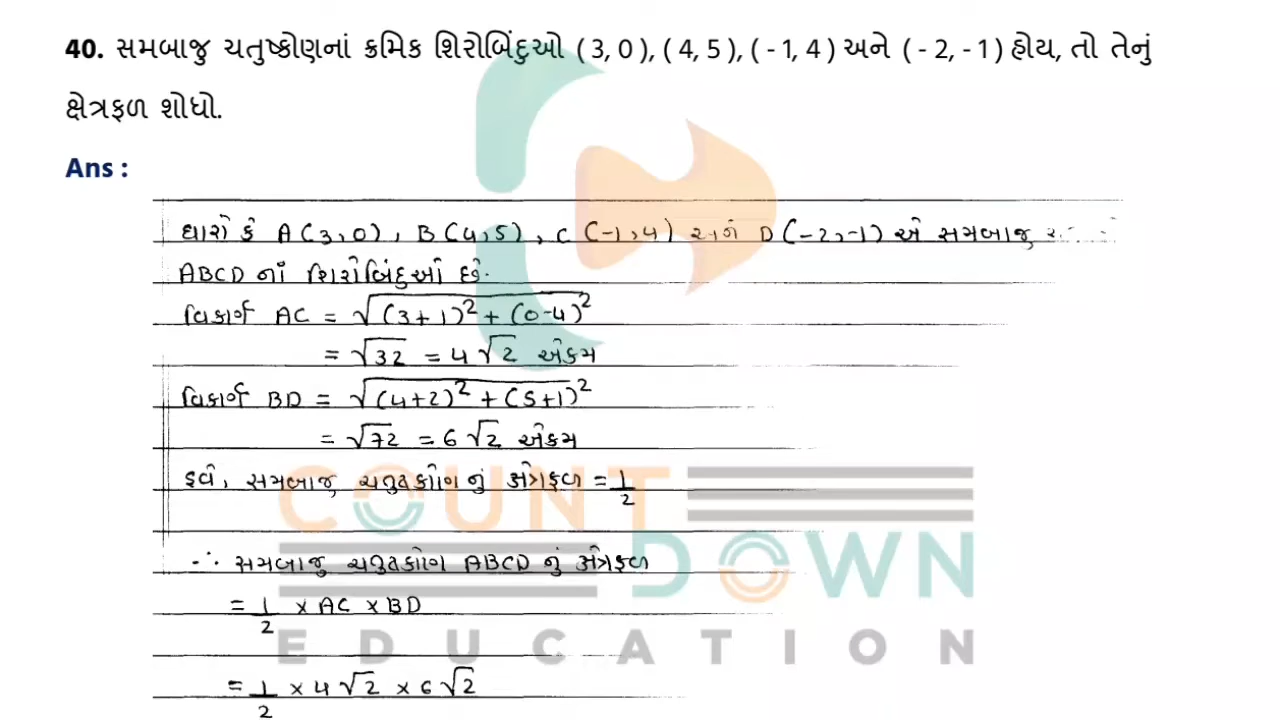 40. સમબાજુ ચતુષ્કોણનાં ક્રમિક શિરોબિંદુઓ ( 3, 0 ), ( 4, 5 ), ( - 1, 4 ) અને ( - 2, - 1 ) હોય, તો તેનું
ક્ષેત્રફળ શોધો.
Ans :
ધારો કે A(3,0), B(4,5), C(-1,4) અને D(-2,-1) એ સમબાજુ
ABCD નાં શિરોબિંદુઓ છે.
વિકર્ણ AC = √(3+1)² + (0-4)²
= √32 = 4√2 એકમ
વિકર્ણ BD = √(4+2)² + (5+1)²
= √72 = 6√2 એકમ
હવે, સમબાજુ ચતુષ્કોણ નું ક્ષેત્રફળ = 1/2
∴ સમબાજુ ચતુષ્કોણ ABCD નું ક્ષેત્રફળ
= 1/2 × AC × BD
= 1/2 × 4√2 × 6√2
COUNT
DOWN
EDUCATION